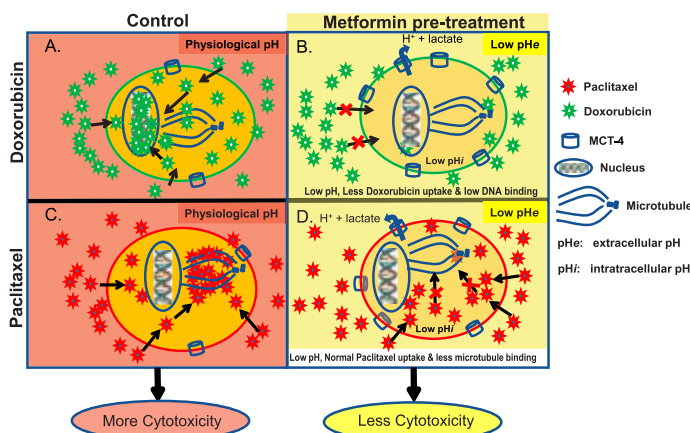 Control
Metformin pre-treatment
Doxorubicin
A.
Physiological pH
B.
H⁺ + lactate
Low pHe
Low pHi
Low pH, Less Doxorubicin uptake & low DNA binding
Paclitaxel
C.
Physiological pH
D.
H⁺ + lactate
Low pHe
Low pHi
Low pH, Normal Paclitaxel uptake & less microtubule binding
More Cytotoxicity
Less Cytotoxicity
Paclitaxel
Doxorubicin
MCT-4
Nucleus
Microtubule
pHe: extracellular pH
pHi: intratracellular pH